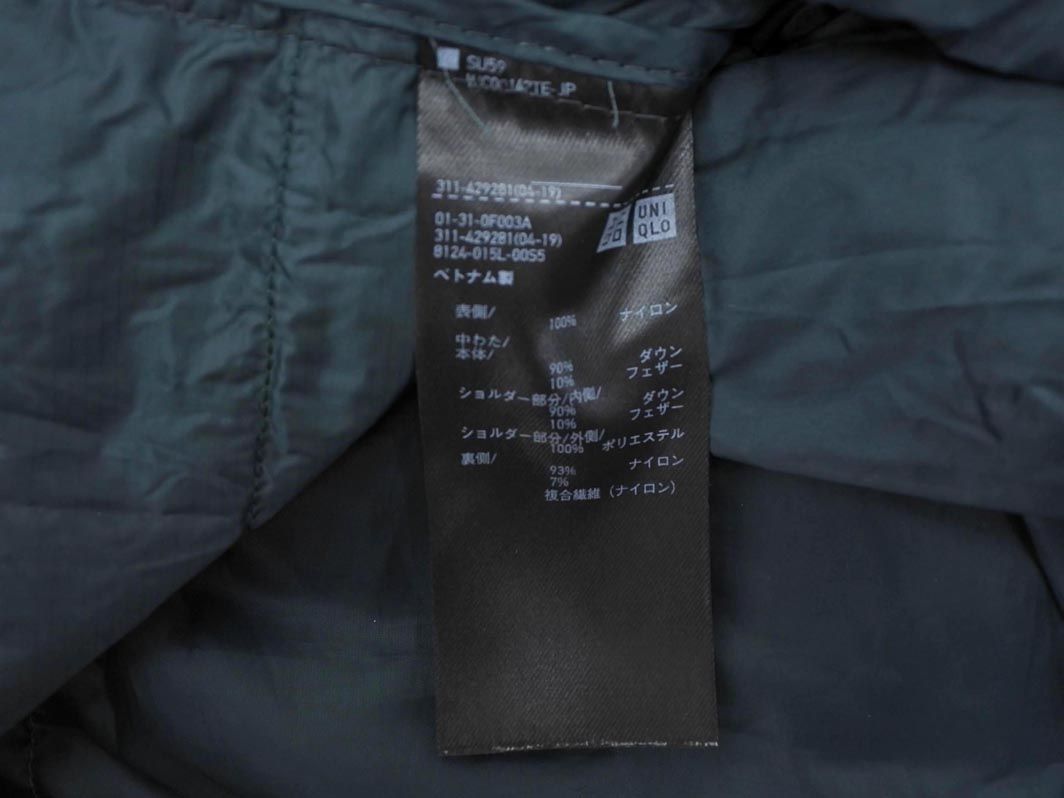 SU59
311-429281(04-19)
01-31-0F003A
311-429281(04-19)
8124-015L-00S5
UNI
QLO
ベトナム製
表側/
100% ナイロン
中わた/
本体/
90% ダウン
10% フェザー
ショルダー部分/内側/
90% ダウン
10% フェザー
ショルダー部分/外側/
100% ポリエステル
裏側/
93% ナイロン
7%
複合繊維 (ナイロン)